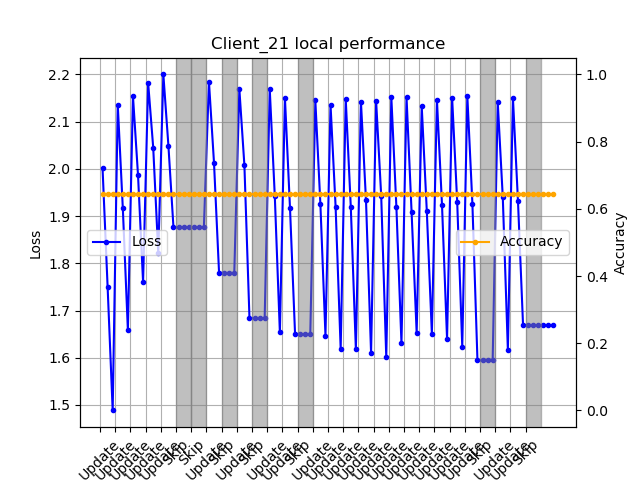 Client_21 local performance
2.2
2.1
2.0
1.9
1.8
1.7
1.6
1.5
Loss
Loss
Accuracy
1.0
0.8
0.6
0.4
0.2
0.0
Accuracy
Update
Update
Update
Update
Update
Skip
Skip
Update
Skip
Update
Skip
Update
Update
Skip
Update
Update
Update
Update
Update
Update
Update
Update
Update
Update
Update
Skip
Update
Update
Skip